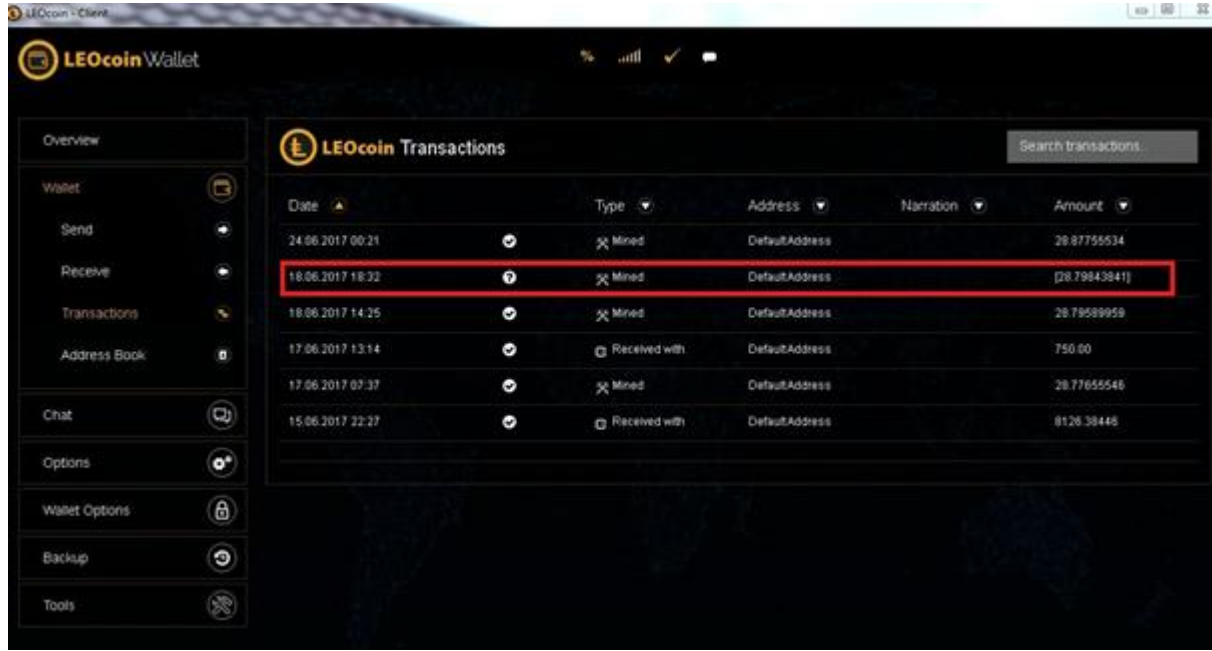 LEOcoin - Client
LEOcoin Wallet
Overview
Wallet
Send
Receive
Transactions
Address Book
Chat
Options
Wallet Options
Backup
Tools
LEOcoin Transactions
Search transactions..
Date Type Address Narration Amount
24.06.2017 00:21 Mined DefaultAddress 28.87755534
18.06.2017 18:32 Mined DefaultAddress [28.79843841]
18.06.2017 14:25 Mined DefaultAddress 28.79589959
17.06.2017 13:14 Received with DefaultAddress 750.00
17.06.2017 07:37 Mined DefaultAddress 28.77655546
15.06.2017 22:27 Received with DefaultAddress 8126.38446